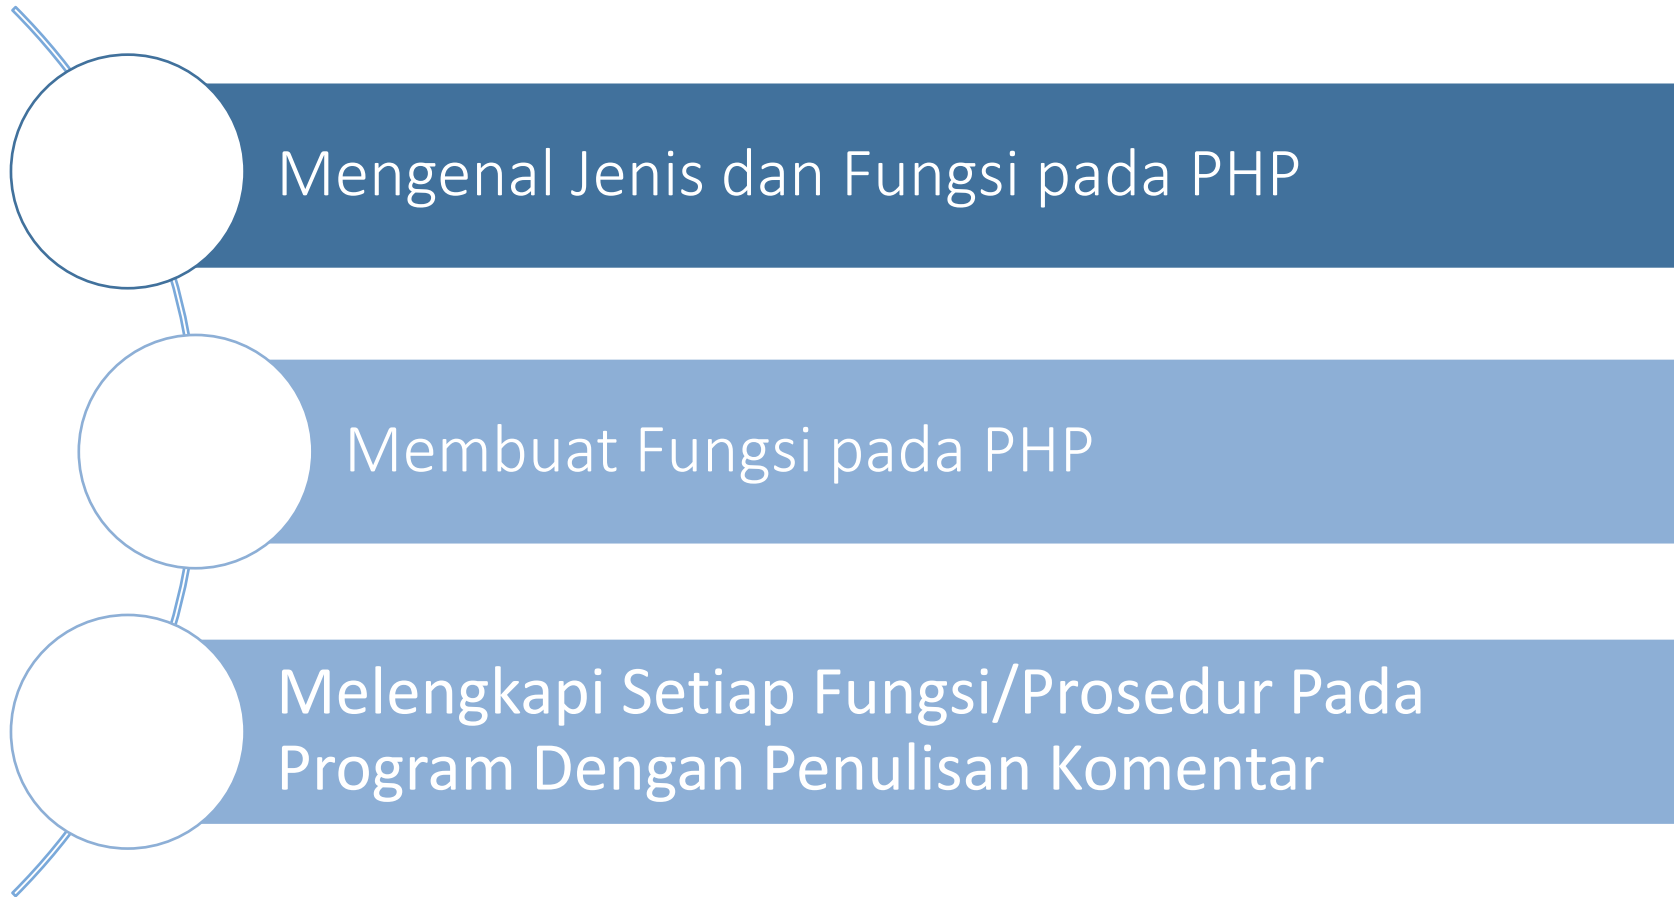 Mengenal Jenis dan Fungsi pada PHP
Membuat Fungsi pada PHP
Melengkapi Setiap Fungsi/Prosedur Pada
Program Dengan Penulisan Komentar